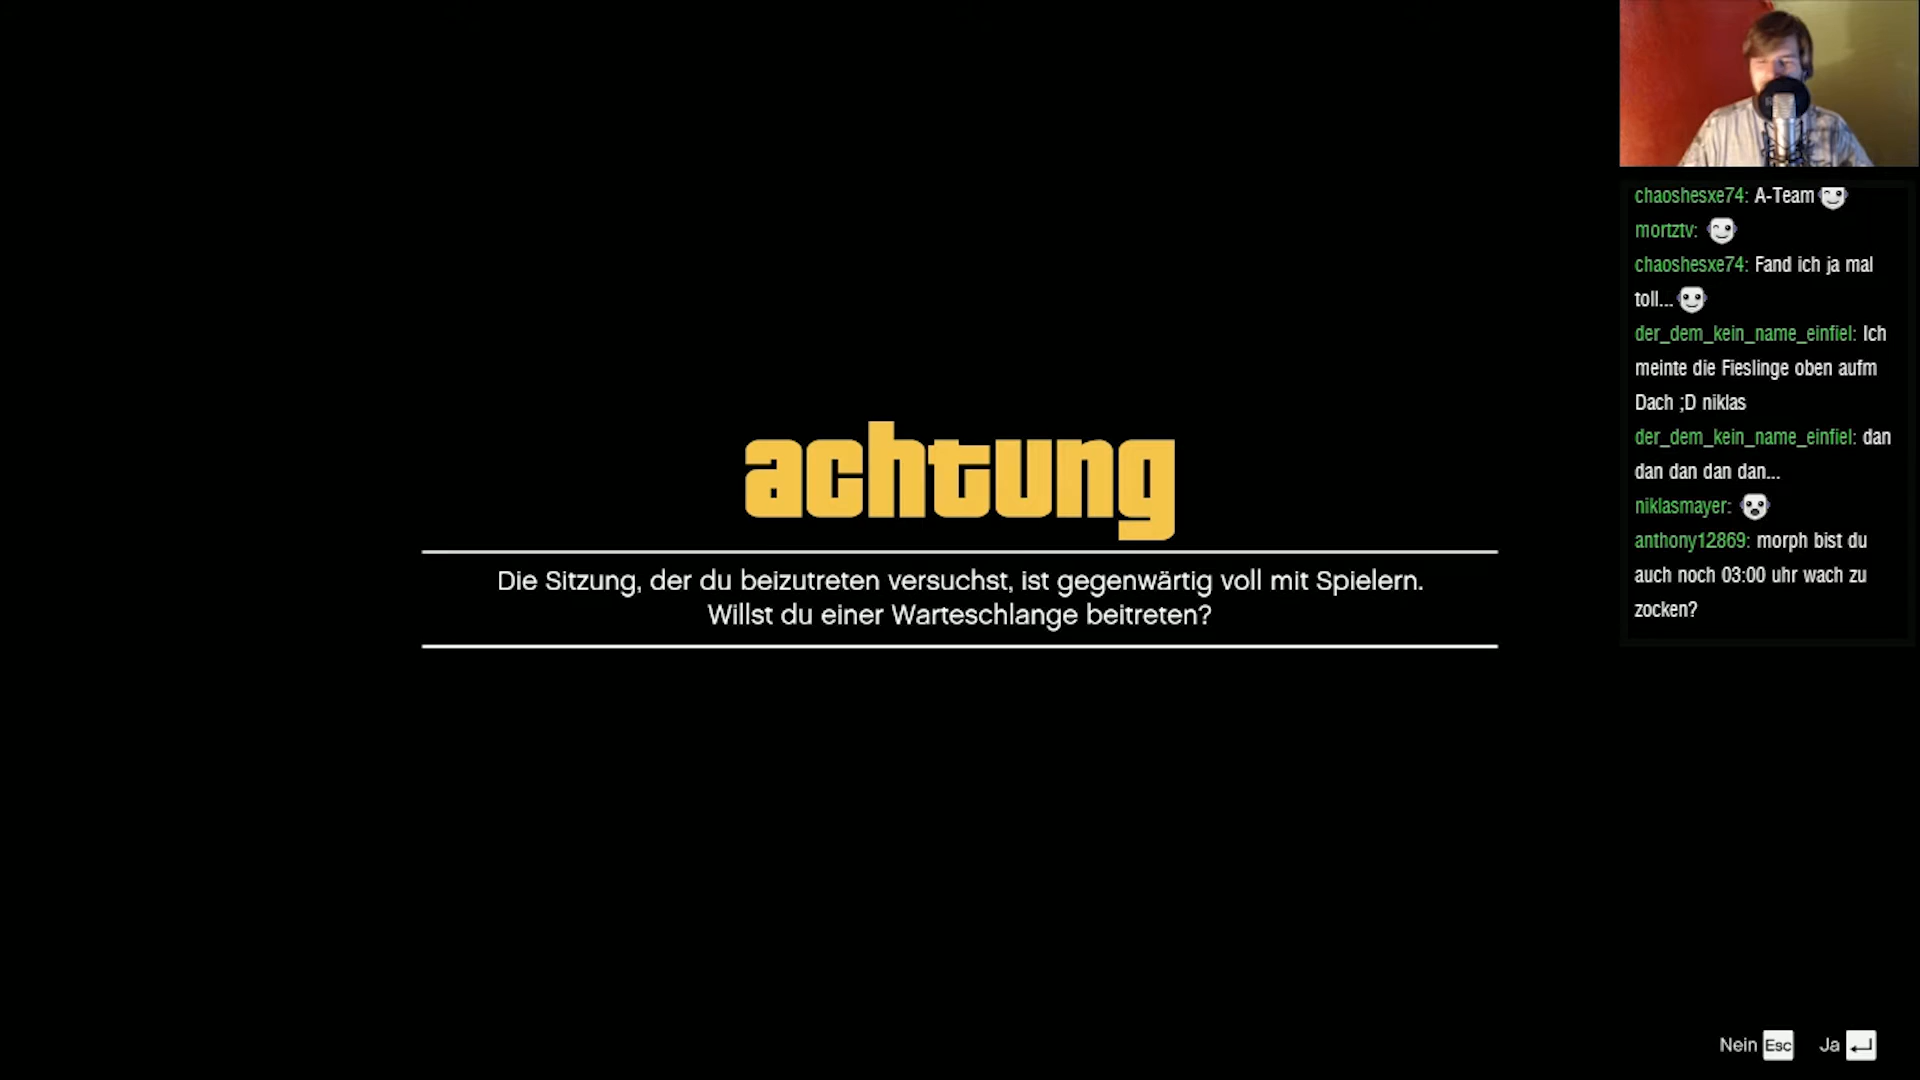 achtung
Die Sitzung, der du beizutreten versuchst, ist gegenwärtig voll mit Spielern.
Willst du einer Warteschlange beitreten?
chaoshesxe74: A-Team
mortztv:
chaoshesxe74: Fand ich ja mal
toll...
der_dem_kein_name_einfiel: Ich
meinte die Fieslinge oben aufm
Dach ;D niklas
der_dem_kein_name_einfiel: dan
dan dan dan dan...
niklasmayer:
anthony12869: morph bist du
auch noch 03:00 uhr wach zu
zocken?
Nein Esc Ja